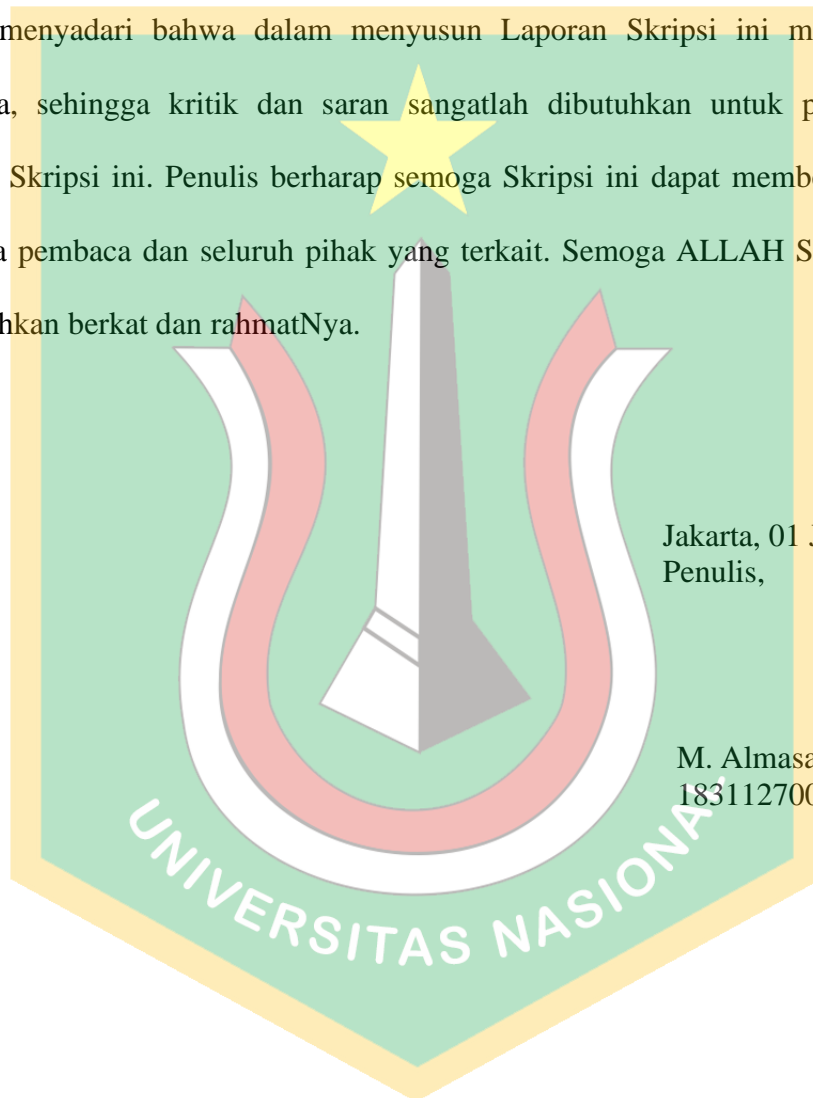 menyadari bahwa dalam menyusun Laporan Skripsi ini m
a, sehingga kritik dan saran sangatlah dibutuhkan untuk p
Skripsi ini. Penulis berharap semoga Skripsi ini dapat membe
a pembaca dan seluruh pihak yang terkait. Semoga ALLAH S
hkan berkat dan rahmatNya.
Jakarta, 01 J
Penulis,
M. Almasa
183112700
UNIVERSITAS NASIONAL